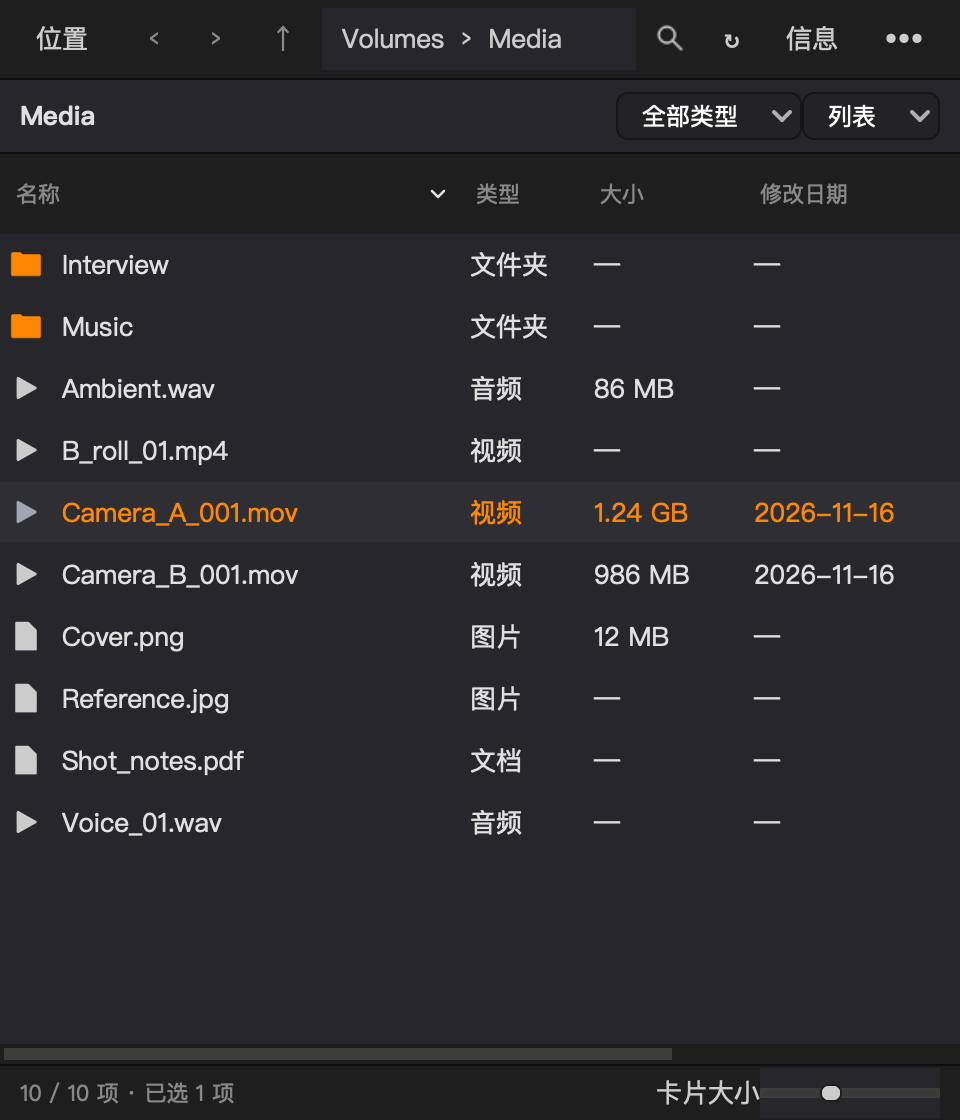 位置 < > ↑ Volumes > Media ↻ 信息 •••
Media 全部类型 列表
名称 类型 大小 修改日期
Interview 文件夹 — —
Music 文件夹 — —
Ambient.wav 音频 86 MB —
B_roll_01.mp4 视频 — —
Camera_A_001.mov 视频 1.24 GB 2026-11-16
Camera_B_001.mov 视频 986 MB 2026-11-16
Cover.png 图片 12 MB —
Reference.jpg 图片 — —
Shot_notes.pdf 文档 — —
Voice_01.wav 音频 — —
10 / 10 项 · 已选 1 项 卡片大小